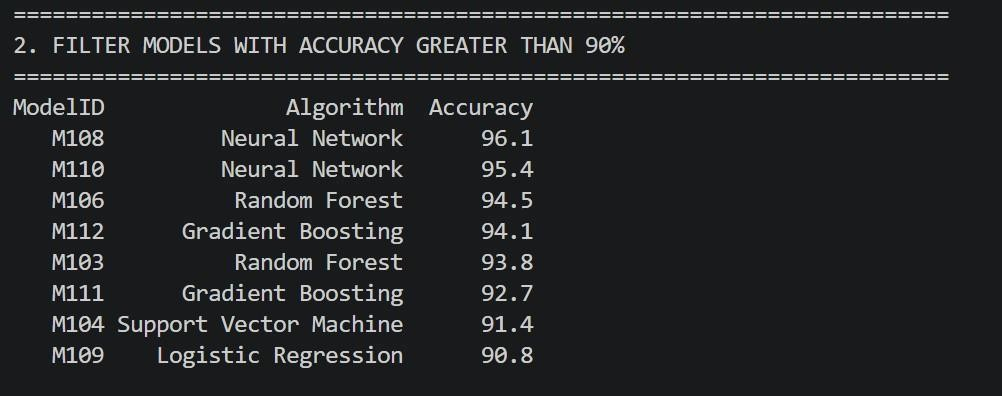 ========================================================================
2. FILTER MODELS WITH ACCURACY GREATER THAN 90%
========================================================================
ModelID              Algorithm  Accuracy
   M108         Neural Network      96.1
   M110         Neural Network      95.4
   M106          Random Forest      94.5
   M112      Gradient Boosting      94.1
   M103          Random Forest      93.8
   M111      Gradient Boosting      92.7
   M104 Support Vector Machine      91.4
   M109    Logistic Regression      90.8